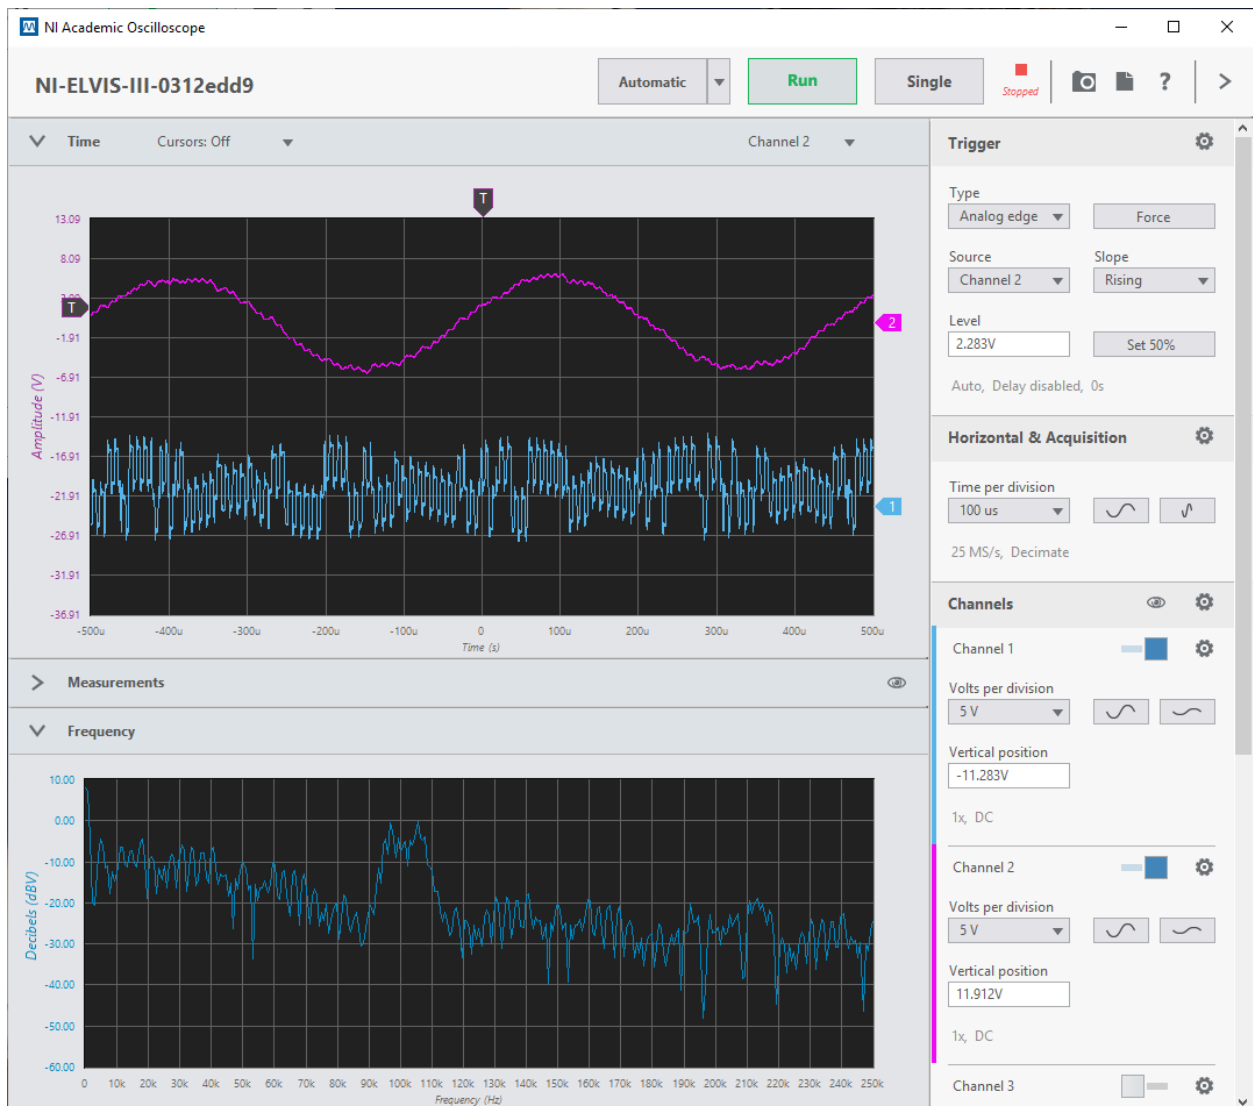 NI Academic Oscilloscope
NI-ELVIS-III-0312edd9
Automatic
Run
Single
Stopped
?
Time
Cursors: Off
Channel 2
T
13.09
8.09
T
-1.91
-6.91
-11.91
-16.91
-21.91
-26.91
-31.91
-36.91
Amplitude (V)
2
1
-500u -400u -300u -200u -100u 0 100u 200u 300u 400u 500u
Time (s)
Measurements
Frequency
10.00
0.00
-10.00
-20.00
-30.00
-40.00
-50.00
-60.00
Decibels (dBV)
0 10k 20k 30k 40k 50k 60k 70k 80k 90k 100k 110k 120k 130k 140k 150k 160k 170k 180k 190k 200k 210k 220k 230k 240k 250k
Frequency (Hz)
Trigger
Type
Analog edge
Force
Source
Slope
Channel 2
Rising
Level
2.283V
Set 50%
Auto, Delay disabled, 0s
Horizontal & Acquisition
Time per division
100 us
25 MS/s, Decimate
Channels
Channel 1
Volts per division
5 V
Vertical position
-11.283V
1x, DC
Channel 2
Volts per division
5 V
Vertical position
11.912V
1x, DC
Channel 3